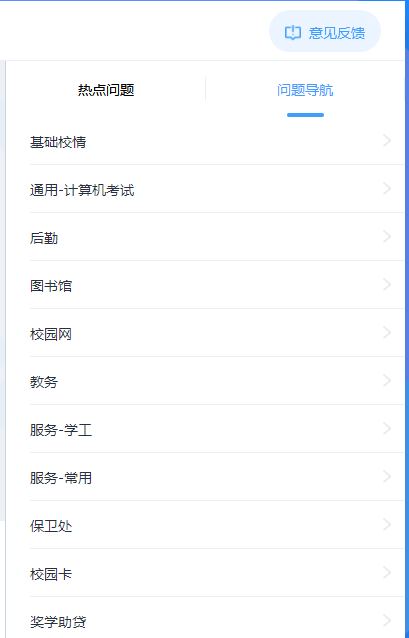 意见反馈
热点问题
问题导航
基础校情
通用-计算机考试
后勤
图书馆
校园网
教务
服务-学工
服务-常用
保卫处
校园卡
奖学助贷